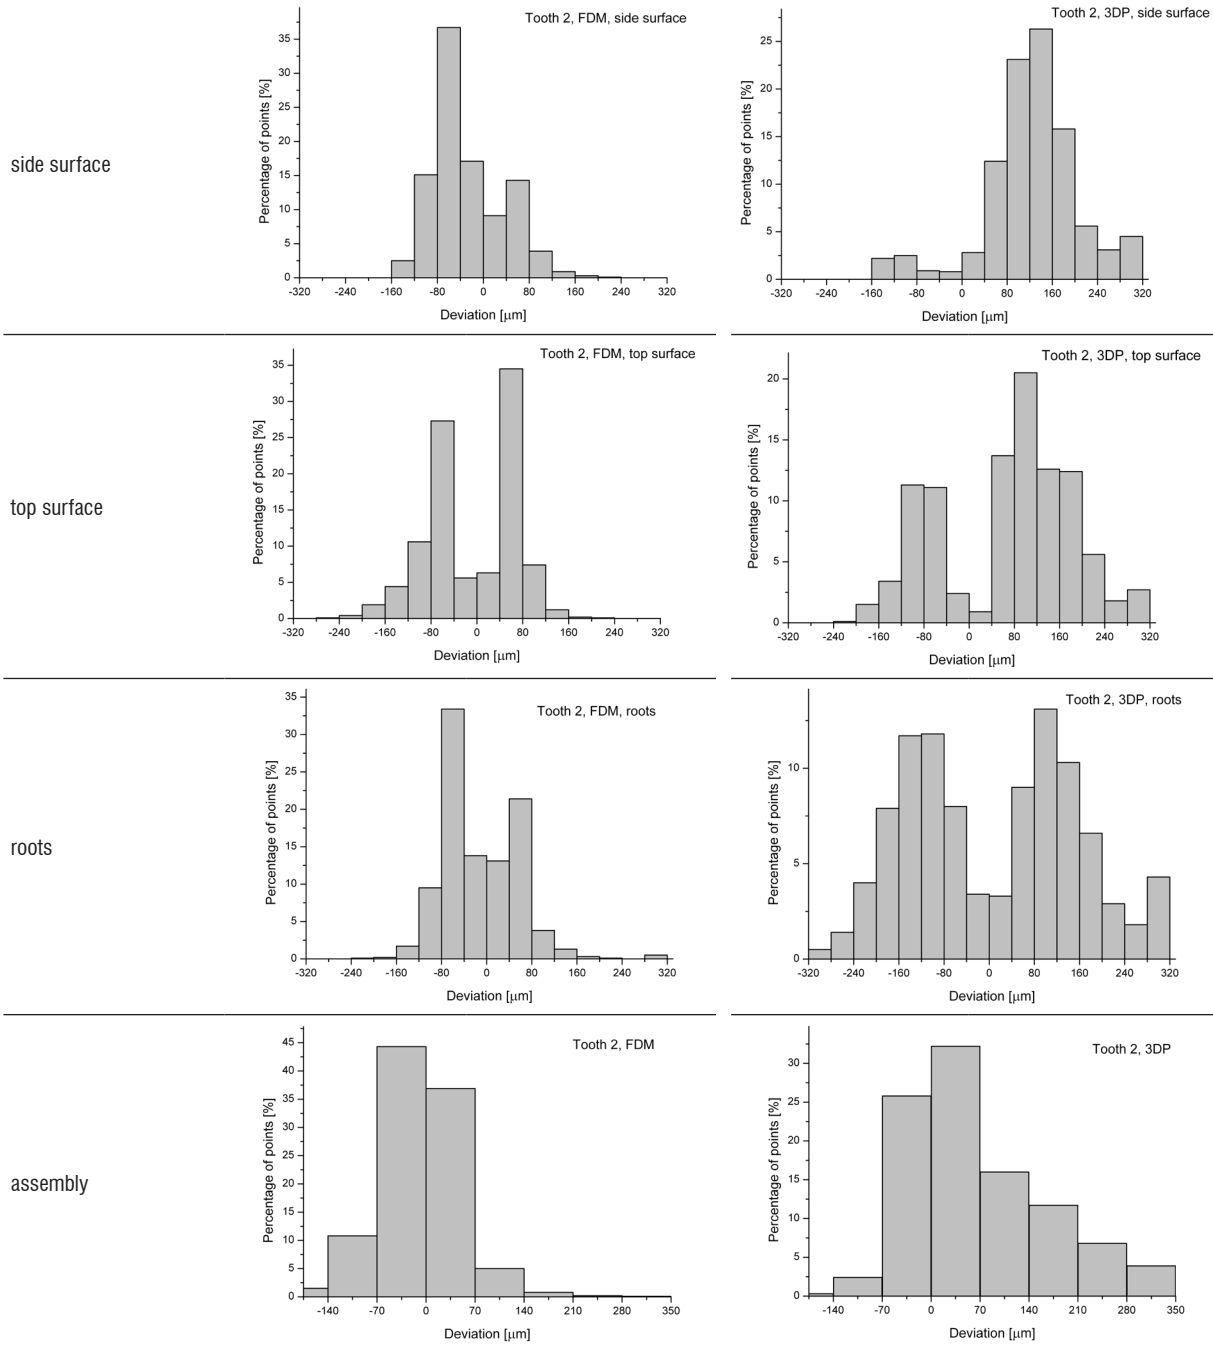 side surface
Tooth 2, FDM, side surface
Percentage of points [%]
35
30
25
20
15
10
5
0
-320 -240 -160 -80 0 80 160 240 320
Deviation [μm]
Tooth 2, 3DP, side surface
Percentage of points [%]
25
20
15
10
5
0
-320 -240 -160 -80 0 80 160 240 320
Deviation [μm]
top surface
Tooth 2, FDM, top surface
Percentage of points [%]
35
30
25
20
15
10
5
0
-320 -240 -160 -80 0 80 160 240 320
Deviation [μm]
Tooth 2, 3DP, top surface
Percentage of points [%]
20
15
10
5
0
-320 -240 -160 -80 0 80 160 240 320
Deviation [μm]
roots
Tooth 2, FDM, roots
Percentage of points [%]
35
30
25
20
15
10
5
0
-320 -240 -160 -80 0 80 160 240 320
Deviation [μm]
Tooth 2, 3DP, roots
Percentage of points [%]
10
5
0
-320 -240 -160 -80 0 80 160 240 320
Deviation [μm]
assembly
Tooth 2, FDM
Percentage of points [%]
45
40
35
30
25
20
15
10
5
0
-140 -70 0 70 140 210 280 350
Deviation [μm]
Tooth 2, 3DP
Percentage of points [%]
30
25
20
15
10
5
0
-140 -70 0 70 140 210 280 350
Deviation [μm]